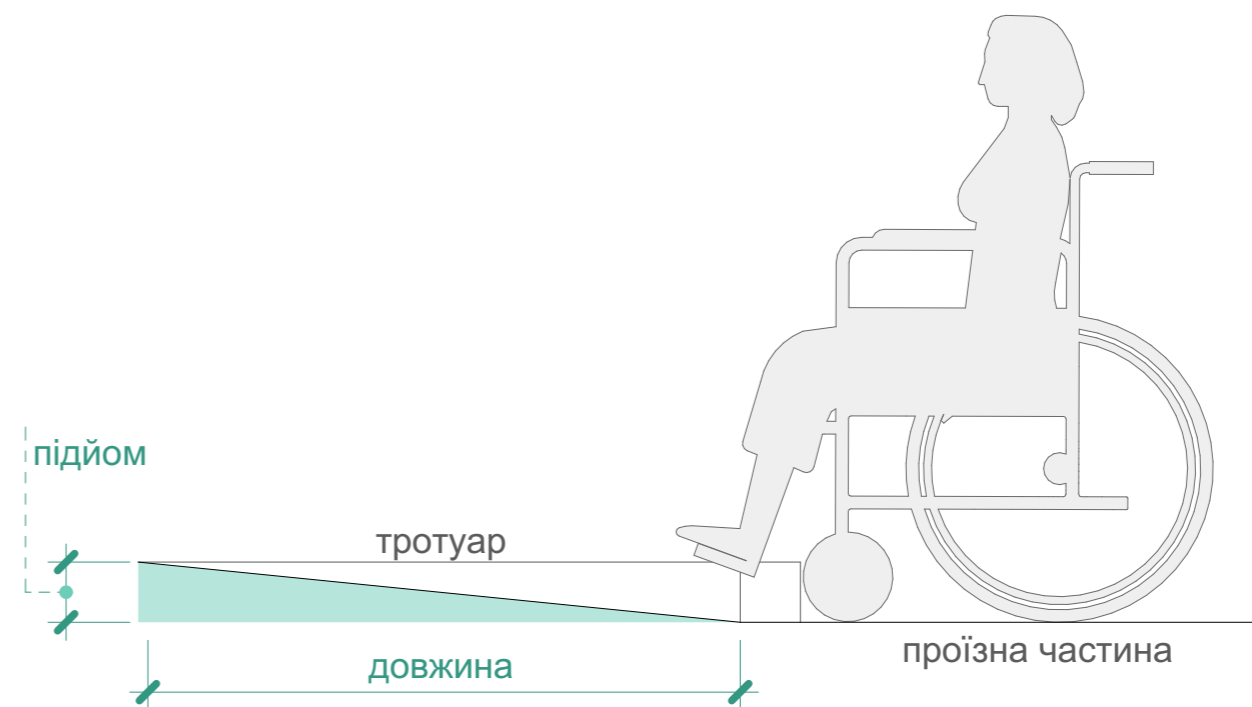 підйом
тротуар
проїзна частина
довжина